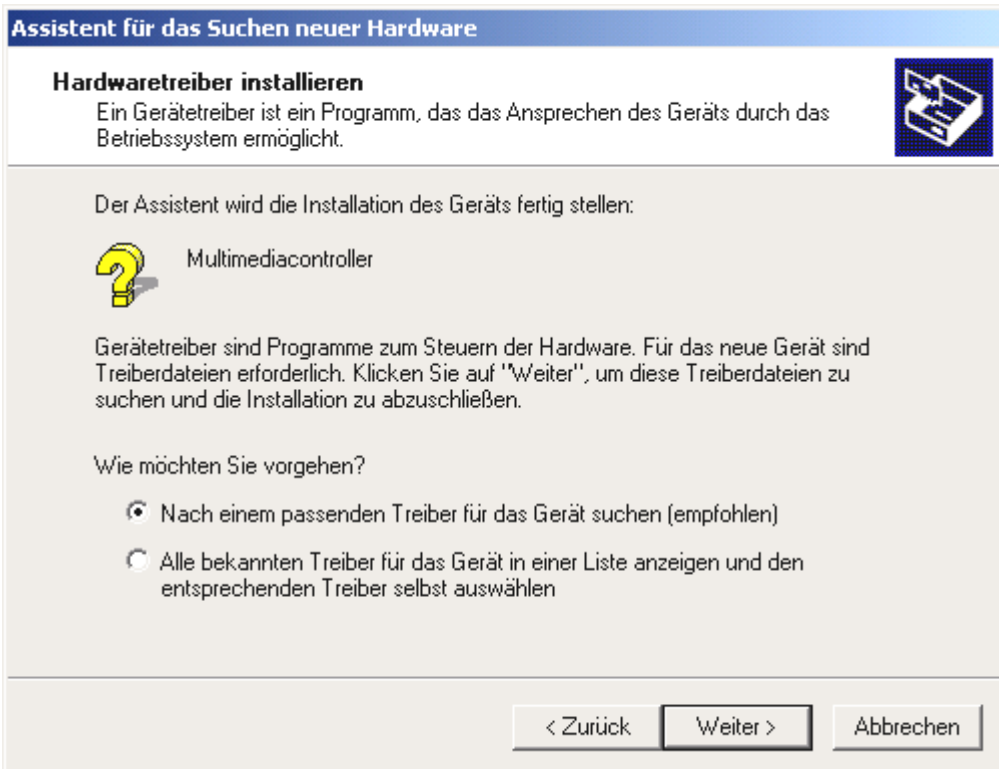 Assistent für das Suchen neuer Hardware
Hardwaretreiber installieren
Ein Gerätetreiber ist ein Programm, das das Ansprechen des Geräts durch das
Betriebssystem ermöglicht.
Der Assistent wird die Installation des Geräts fertig stellen:
Multimediacontroller
Gerätetreiber sind Programme zum Steuern der Hardware. Für das neue Gerät sind
Treiberdateien erforderlich. Klicken Sie auf "Weiter", um diese Treiberdateien zu
suchen und die Installation zu abzuschließen.
Wie möchten Sie vorgehen?
Nach einem passenden Treiber für das Gerät suchen (empfohlen)
Alle bekannten Treiber für das Gerät in einer Liste anzeigen und den
entsprechenden Treiber selbst auswählen
< Zurück Weiter > Abbrechen